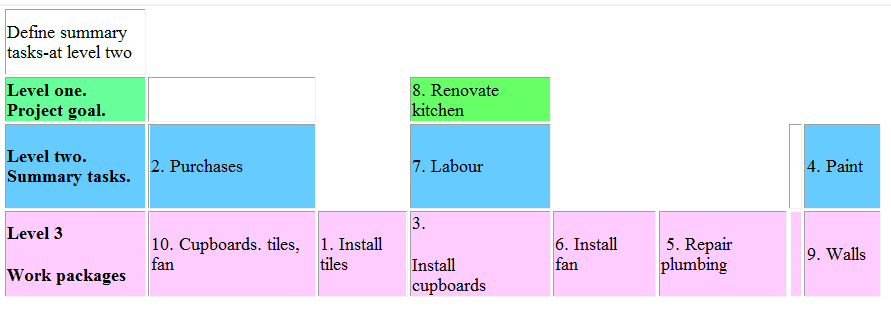 Define summary
tasks-at level two
Level one.
Project goal.
8. Renovate
kitchen
Level two.
Summary tasks.
2. Purchases
7. Labour
4. Paint
Level 3
Work packages
10. Cupboards. tiles,
fan
1. Install
tiles
3.
Install
cupboards
6. Install
fan
5. Repair
plumbing
9. Walls